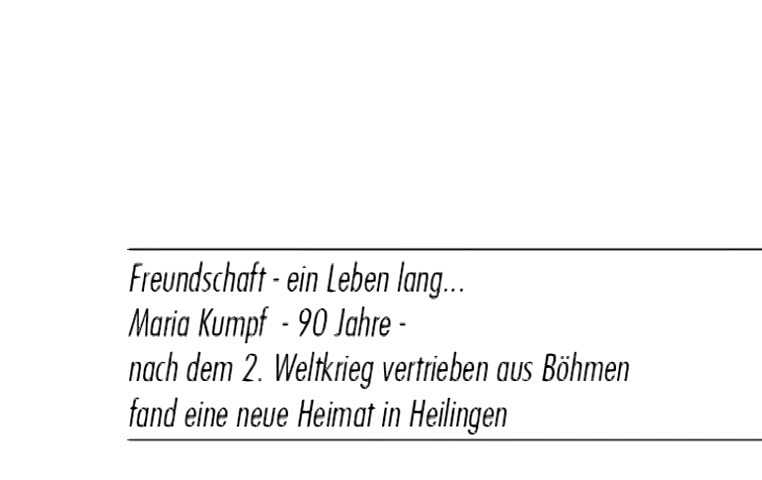 Freundschaft - ein Leben lang...
Maria Kumpf - 90 Jahre -
nach dem 2. Weltkrieg vertrieben aus Böhmen
fand eine neue Heimat in Heilingen